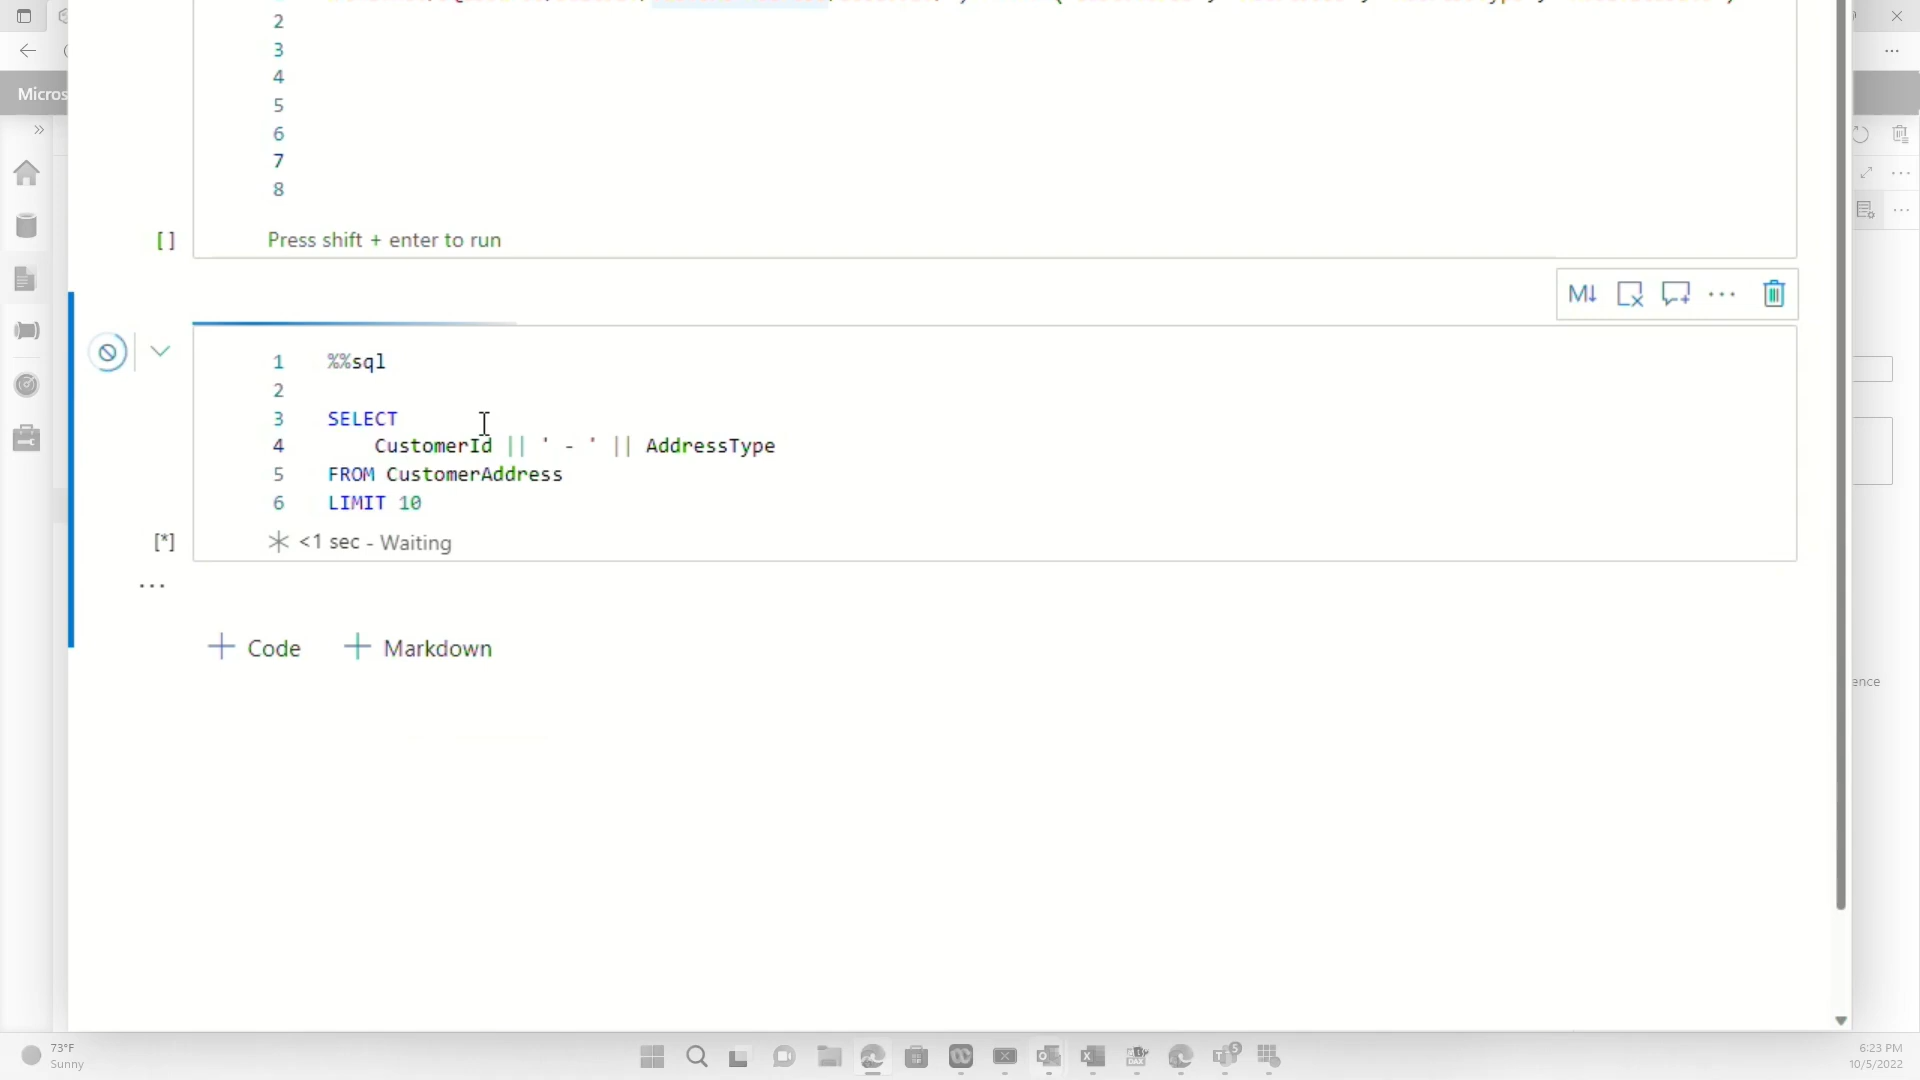 Micros
2
3
4
5
6
7
8
[ ]
Press shift + enter to run
M↓
1 %%sql
2
3 SELECT
4 CustomerId || ' - ' || AddressType
5 FROM CustomerAddress
6 LIMIT 10
[*]
<1 sec - Waiting
+ Code + Markdown
ence
73°F
Sunny
DAX
5
6:23 PM
10/5/2022